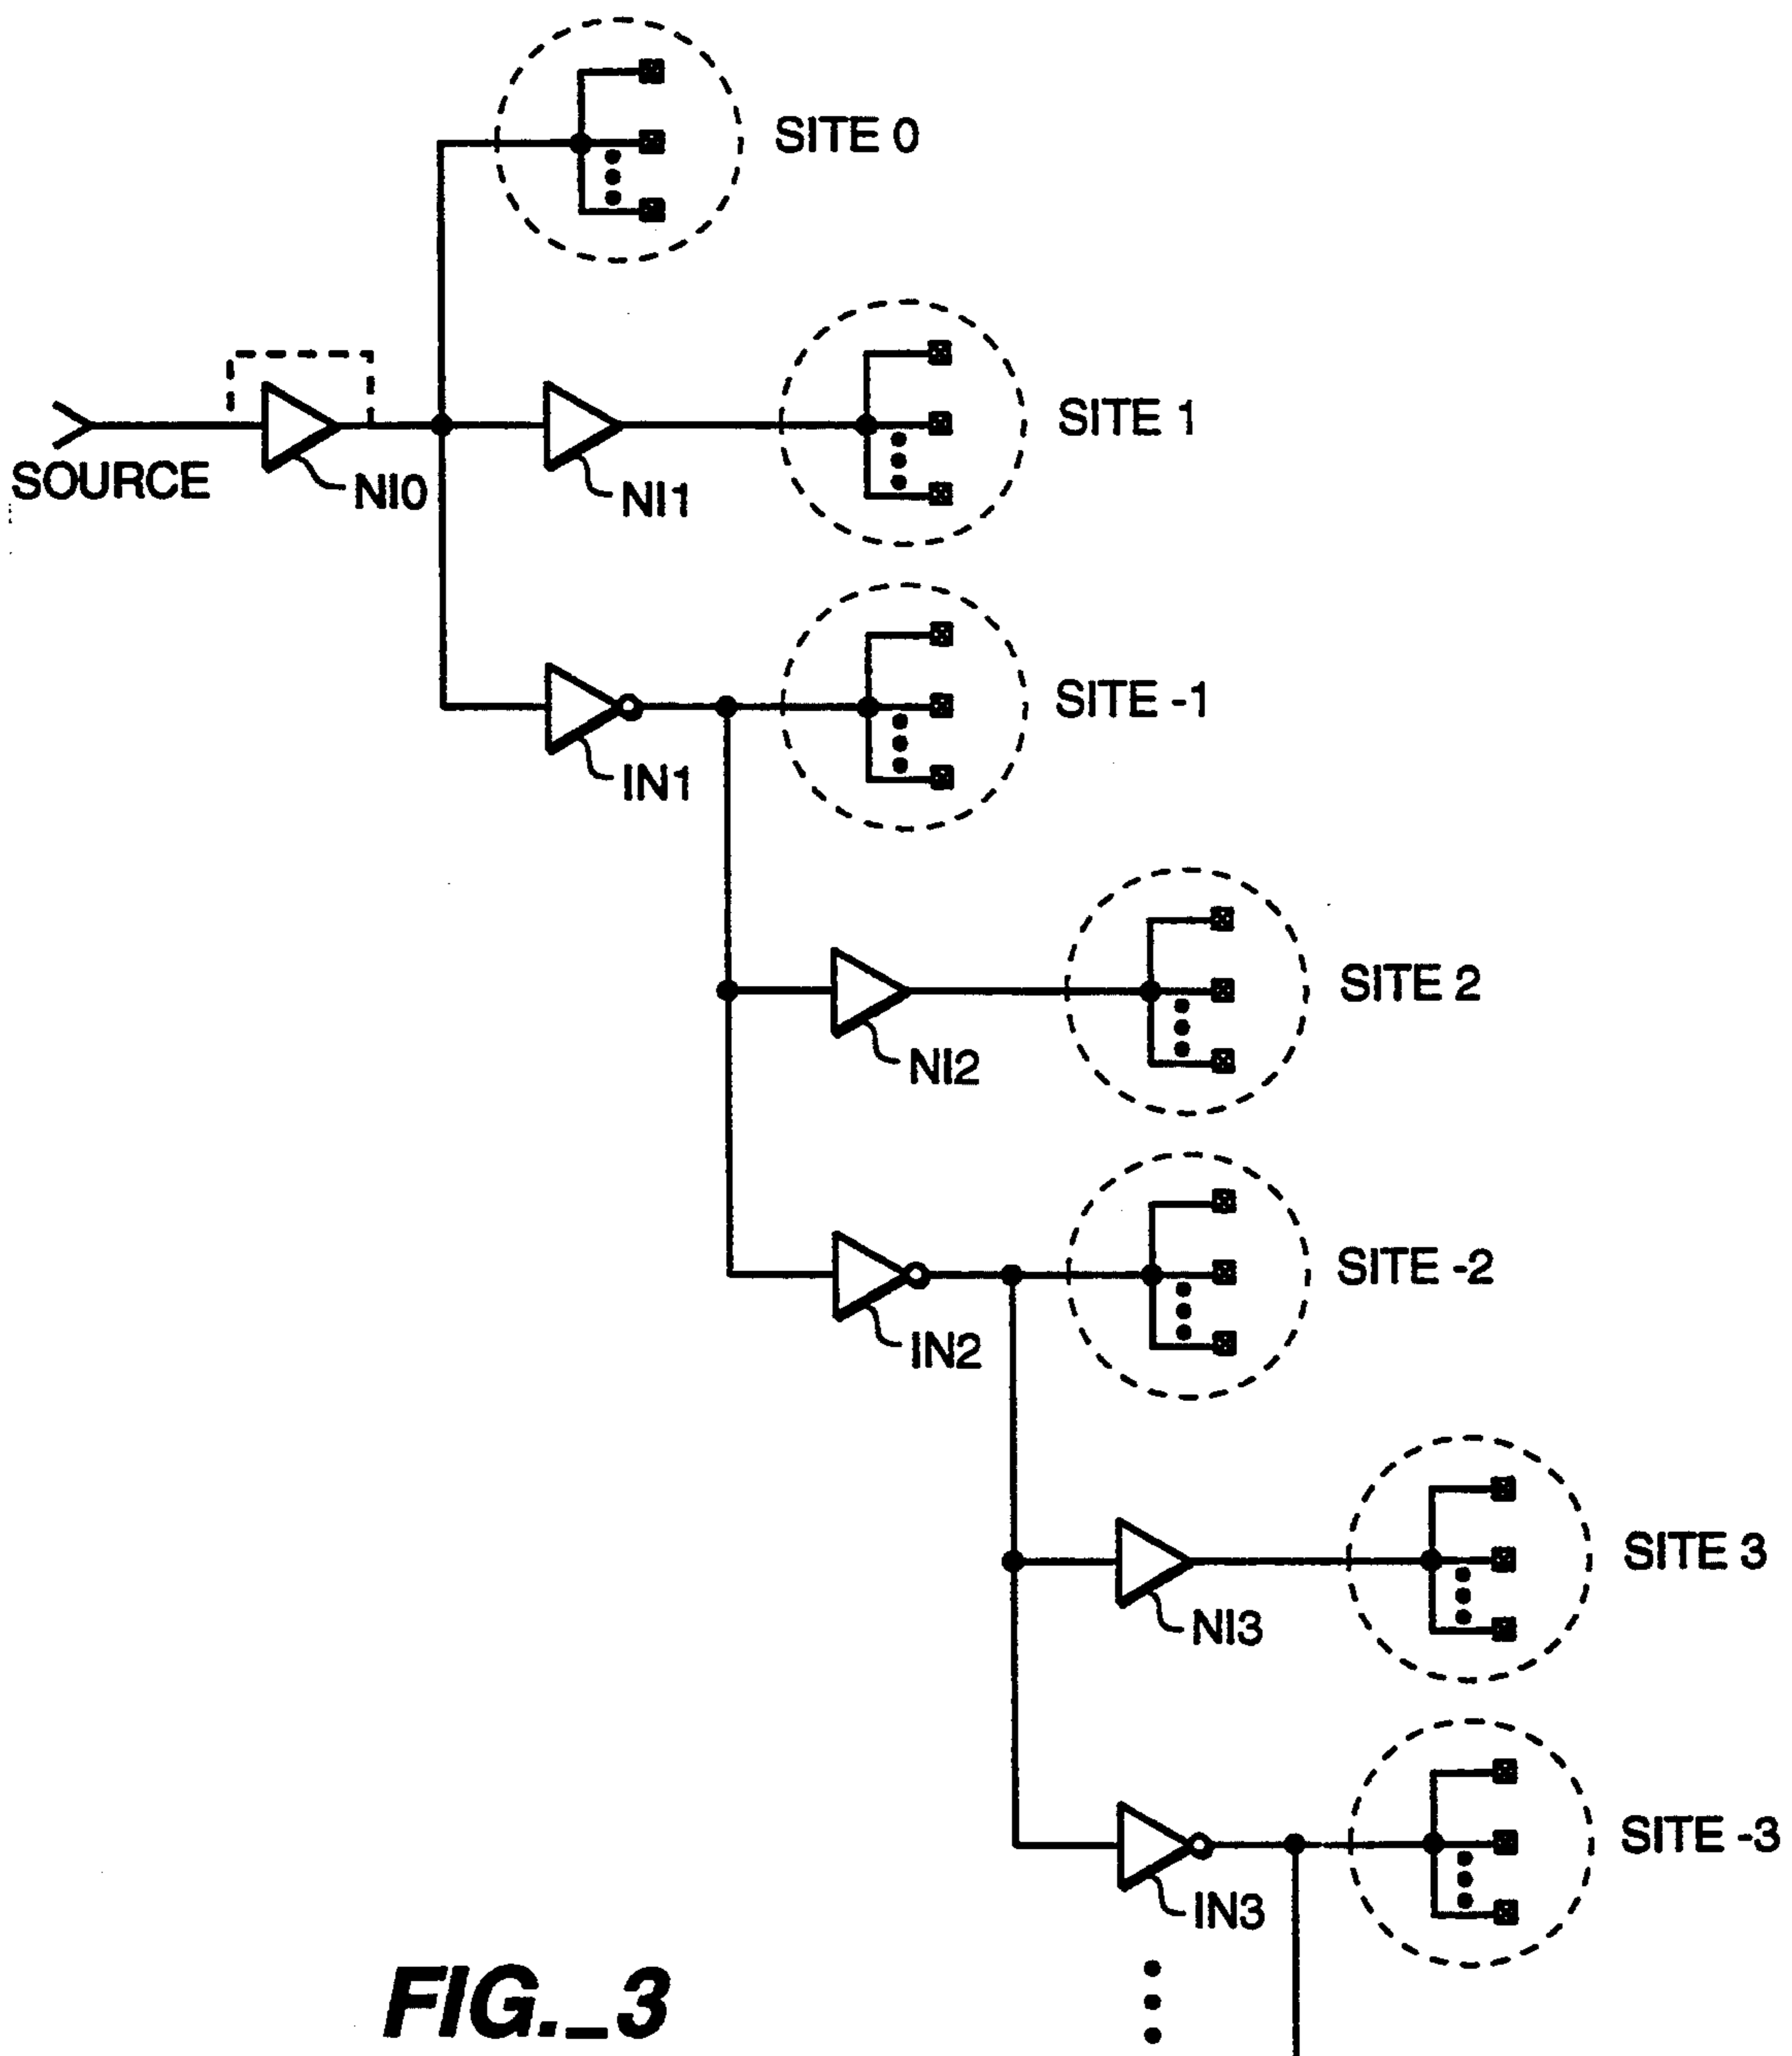 SITE 0
SITE 1
SOURCE
NI0
NI1
SITE -1
IN1
SITE 2
NI2
SITE -2
IN2
SITE 3
NI3
SITE -3
IN3
FIG._3